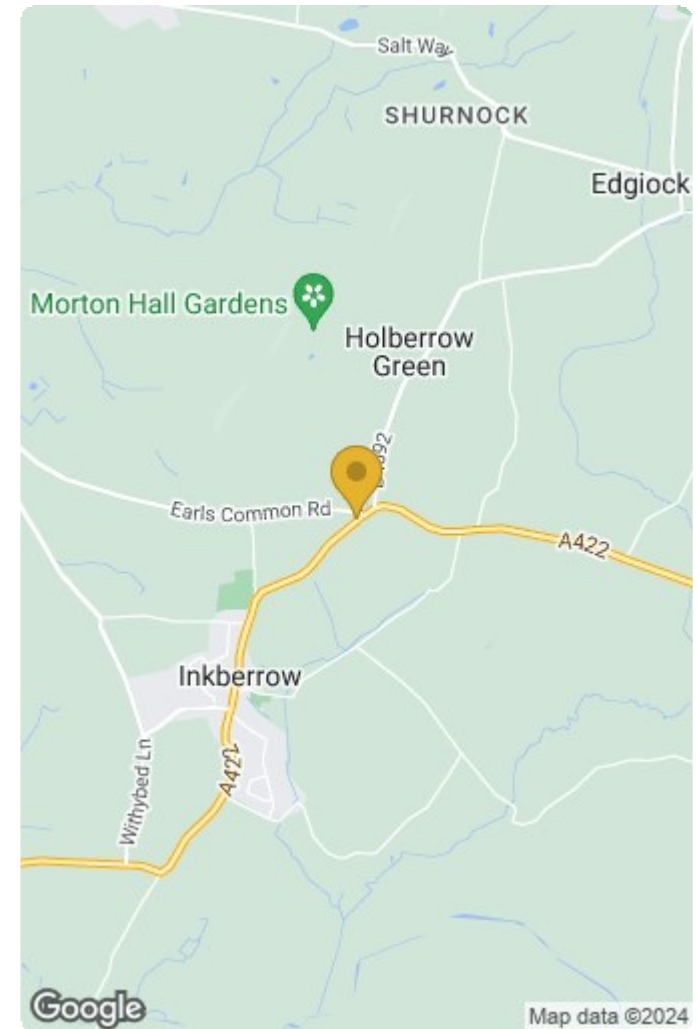 Salt Way
SHURNOCK
Edgiock
Morton Hall Gardens
Holberrow
Green
Earls Common Rd
A422
Inkberrow
A422
Withybed Ln
Google
Map data ©2024